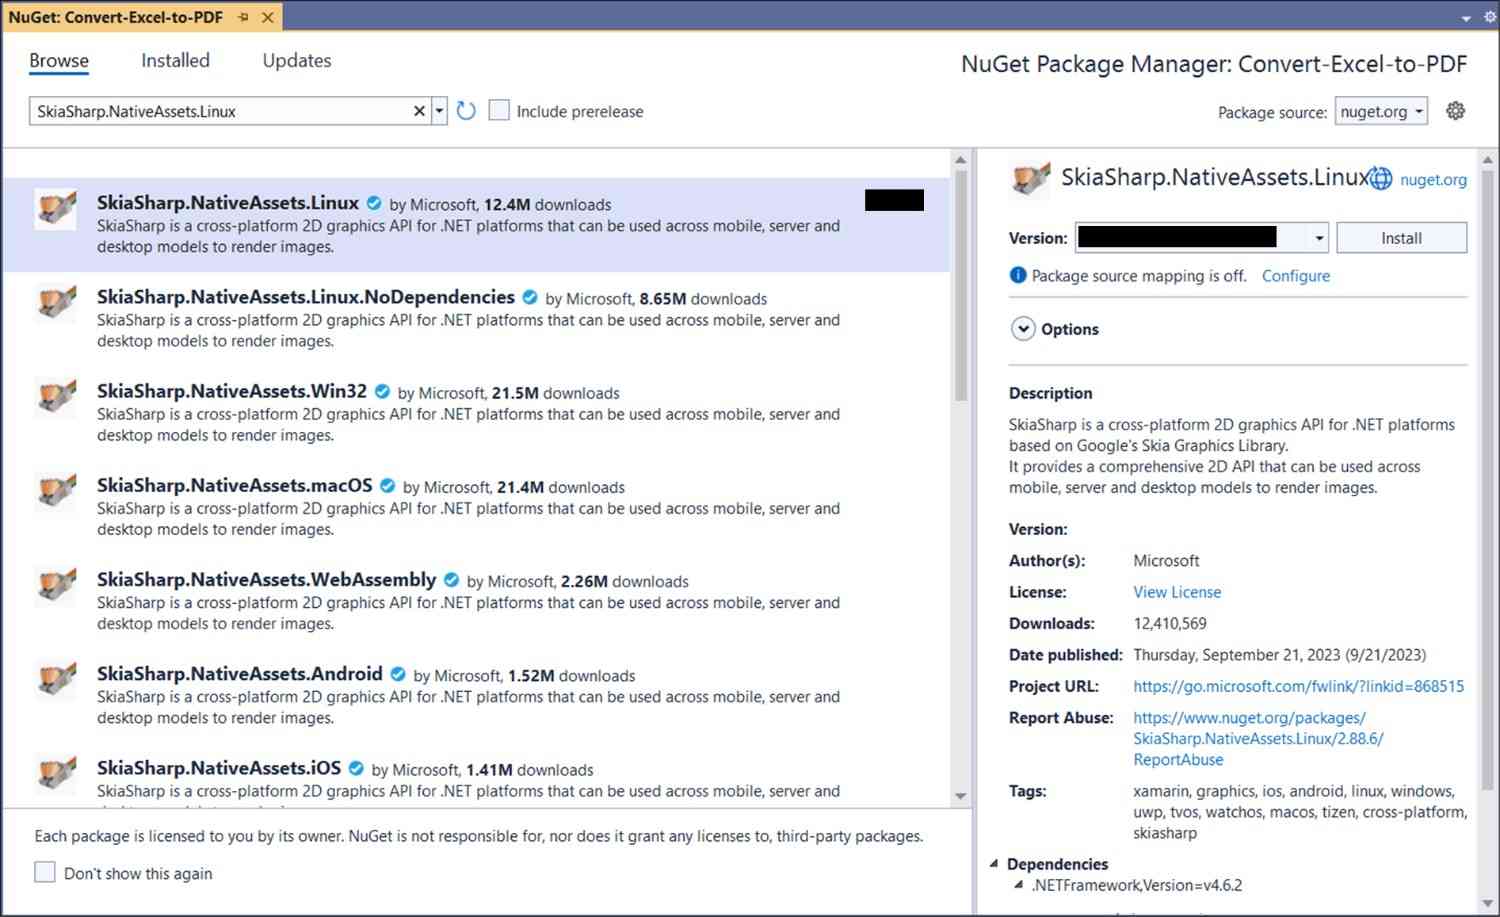 NuGet: Convert-Excel-to-PDF
Browse Installed Updates
NuGet Package Manager: Convert-Excel-to-PDF
SkiaSharp.NativeAssets.Linux
Include prerelease
Package source: nuget.org
SkiaSharp.NativeAssets.Linux by Microsoft, 12.4M downloads
SkiaSharp is a cross-platform 2D graphics API for .NET platforms that can be used across mobile, server and
desktop models to render images.
SkiaSharp.NativeAssets.Linux.NoDependencies by Microsoft, 8.65M downloads
SkiaSharp is a cross-platform 2D graphics API for .NET platforms that can be used across mobile, server and
desktop models to render images.
SkiaSharp.NativeAssets.Win32 by Microsoft, 21.5M downloads
SkiaSharp is a cross-platform 2D graphics API for .NET platforms that can be used across mobile, server and
desktop models to render images.
SkiaSharp.NativeAssets.macOS by Microsoft, 21.4M downloads
SkiaSharp is a cross-platform 2D graphics API for .NET platforms that can be used across mobile, server and
desktop models to render images.
SkiaSharp.NativeAssets.WebAssembly by Microsoft, 2.26M downloads
SkiaSharp is a cross-platform 2D graphics API for .NET platforms that can be used across mobile, server and
desktop models to render images.
SkiaSharp.NativeAssets.Android by Microsoft, 1.52M downloads
SkiaSharp is a cross-platform 2D graphics API for .NET platforms that can be used across mobile, server and
desktop models to render images.
SkiaSharp.NativeAssets.iOS by Microsoft, 1.41M downloads
SkiaSharp is a cross-platform 2D graphics API for .NET platforms that can be used across mobile, server and
Each package is licensed to you by its owner. NuGet is not responsible for, nor does it grant any licenses to, third-party packages.
Don't show this again
SkiaSharp.NativeAssets.Linux nuget.org
Version: Install
Package source mapping is off. Configure
Options
Description
SkiaSharp is a cross-platform 2D graphics API for .NET platforms
based on Google's Skia Graphics Library.
It provides a comprehensive 2D API that can be used across
mobile, server and desktop models to render images.
Version:
Author(s): Microsoft
License: View License
Downloads: 12,410,569
Date published: Thursday, September 21, 2023 (9/21/2023)
Project URL: https://go.microsoft.com/fwlink/?linkid=868515
Report Abuse: https://www.nuget.org/packages/
SkiaSharp.NativeAssets.Linux/2.88.6/
ReportAbuse
Tags: xamarin, graphics, ios, android, linux, windows,
uwp, tvos, watchos, macos, tizen, cross-platform,
skiasharp
Dependencies
.NETFramework,Version=v4.6.2